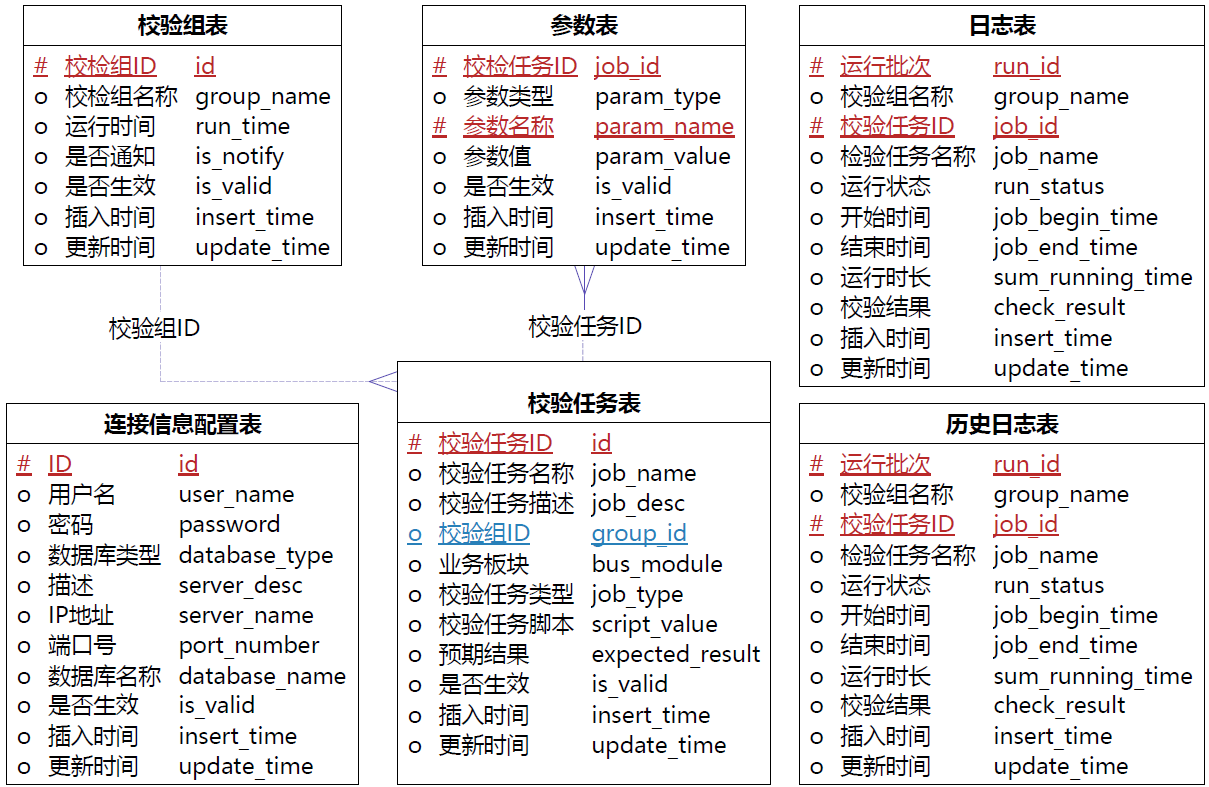 校验组表
# 校检组ID id
o 校检组名称 group_name
o 运行时间 run_time
o 是否通知 is_notify
o 是否生效 is_valid
o 插入时间 insert_time
o 更新时间 update_time
参数表
# 校检任务ID job_id
o 参数类型 param_type
# 参数名称 param_name
o 参数值 param_value
o 是否生效 is_valid
o 插入时间 insert_time
o 更新时间 update_time
日志表
# 运行批次 run_id
o 校验组名称 group_name
# 校验任务ID job_id
o 检验任务名称 job_name
o 运行状态 run_status
o 开始时间 job_begin_time
o 结束时间 job_end_time
o 运行时长 sum_running_time
o 校验结果 check_result
o 插入时间 insert_time
o 更新时间 update_time
校验组ID
校验任务ID
连接信息配置表
# ID id
o 用户名 user_name
o 密码 password
o 数据库类型 database_type
o 描述 server_desc
o IP地址 server_name
o 端口号 port_number
o 数据库名称 database_name
o 是否生效 is_valid
o 插入时间 insert_time
o 更新时间 update_time
校验任务表
# 校验任务ID id
o 校验任务名称 job_name
o 校验任务描述 job_desc
o 校验组ID group_id
o 业务板块 bus_module
o 校验任务类型 job_type
o 校验任务脚本 script_value
o 预期结果 expected_result
o 是否生效 is_valid
o 插入时间 insert_time
o 更新时间 update_time
历史日志表
# 运行批次 run_id
o 校验组名称 group_name
# 校验任务ID job_id
o 检验任务名称 job_name
o 运行状态 run_status
o 开始时间 job_begin_time
o 结束时间 job_end_time
o 运行时长 sum_running_time
o 校验结果 check_result
o 插入时间 insert_time
o 更新时间 update_time